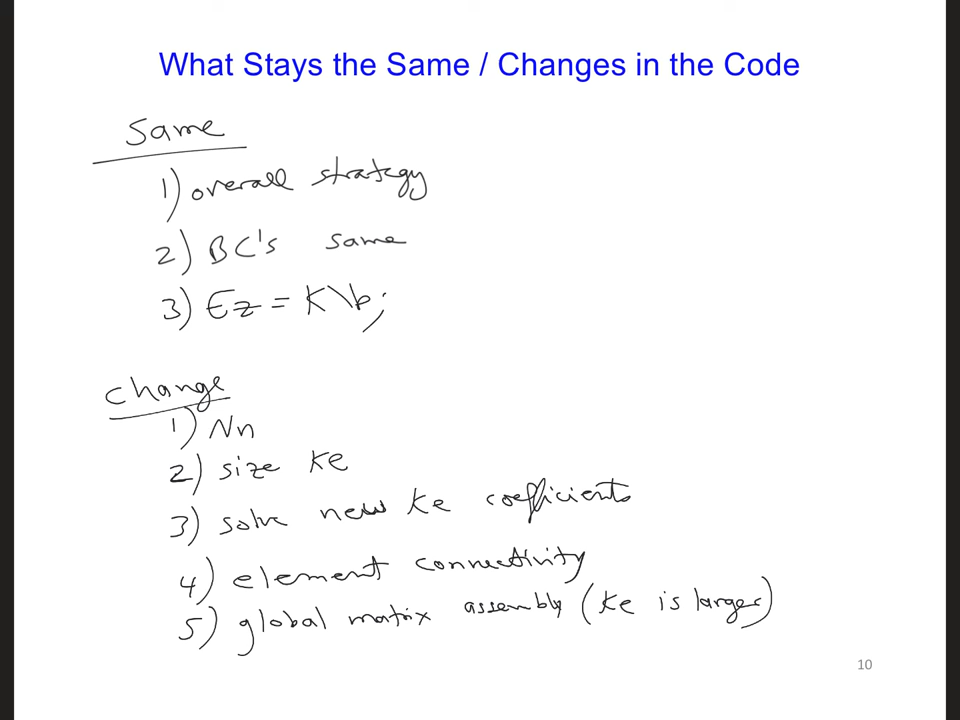 What Stays the Same / Changes in the Code
Same
1) overall strategy
2) BC's same
3) Ez = K\b;
change
1) Nn
2) size ke
3) solve new ke coefficients
4) element connectivity
5) global matrix assembly (ke is larger)
10